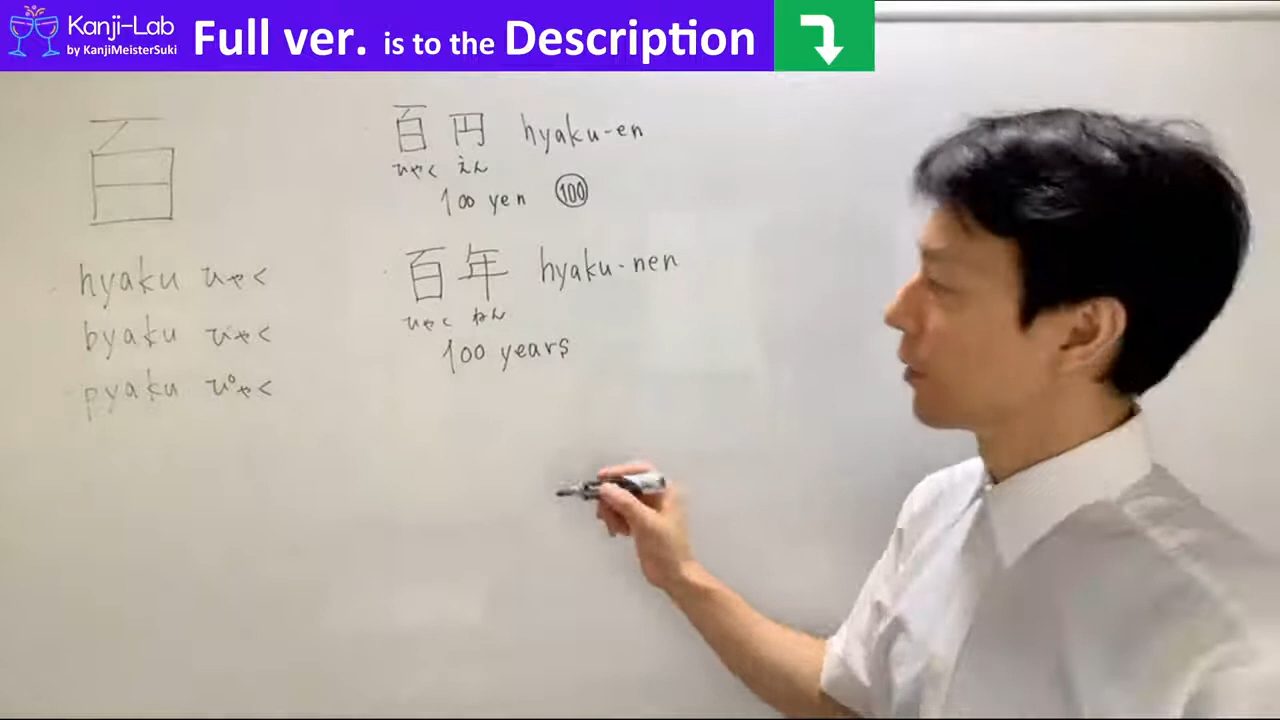 Kanji-Lab
by KanjiMeisterSuki
Full ver. is to the Description
百
hyaku ひゃく
byaku びゃく
pyaku ぴゃく
百円 hyaku-en
ひゃく えん
100 yen 100
百年 hyaku-nen
ひゃく ねん
100 years